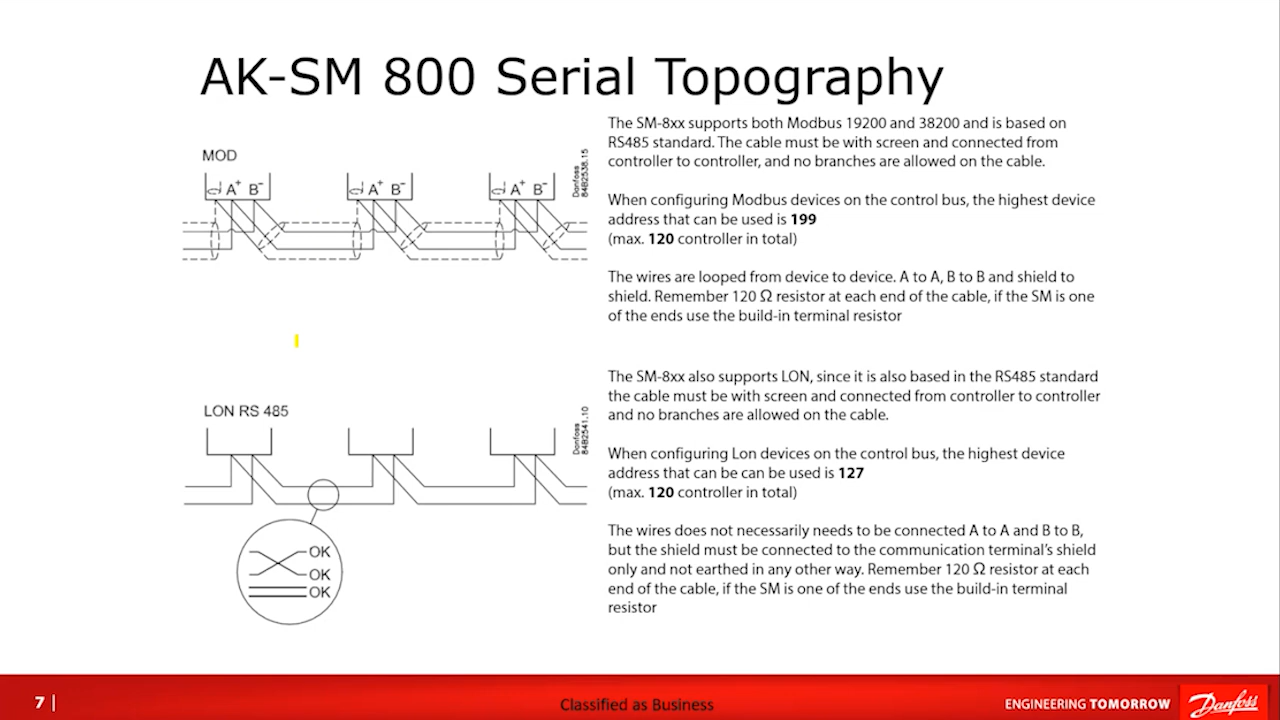 AK-SM 800 Serial Topography
MOD
A+ B-
A+ B-
A+ B-
Danfoss
84B2538.15
The SM-8xx supports both Modbus 19200 and 38200 and is based on
RS485 standard. The cable must be with screen and connected from
controller to controller, and no branches are allowed on the cable.
When configuring Modbus devices on the control bus, the highest device
address that can be used is 199
(max. 120 controller in total)
The wires are looped from device to device. A to A, B to B and shield to
shield. Remember 120 Ω resistor at each end of the cable, if the SM is one
of the ends use the build-in terminal resistor
LON RS 485
Danfoss
84B2541.10
OK
OK
OK
The SM-8xx also supports LON, since it is also based in the RS485 standard
the cable must be with screen and connected from controller to controller
and no branches are allowed on the cable.
When configuring Lon devices on the control bus, the highest device
address that can be can be used is 127
(max. 120 controller in total)
The wires does not necessarily needs to be connected A to A and B to B,
but the shield must be connected to the communication terminal's shield
only and not earthed in any other way. Remember 120 Ω resistor at each
end of the cable, if the SM is one of the ends use the build-in terminal
resistor
7 |
Classified as Business
ENGINEERING TOMORROW
Danfoss